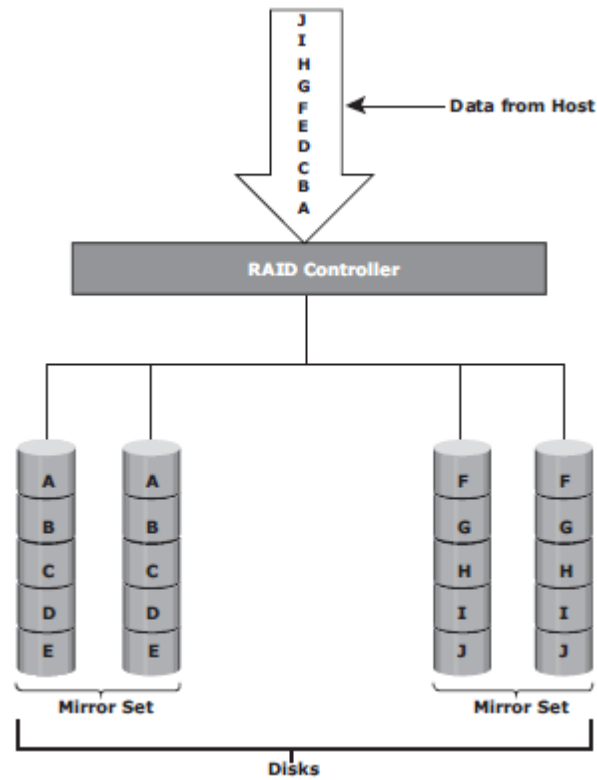 J
I
H
G
F
E
D
C
B
A
Data from Host
RAID Controller
A A F F
B B G G
C C H H
D D I I
E E J J
Mirror Set Mirror Set
Disks